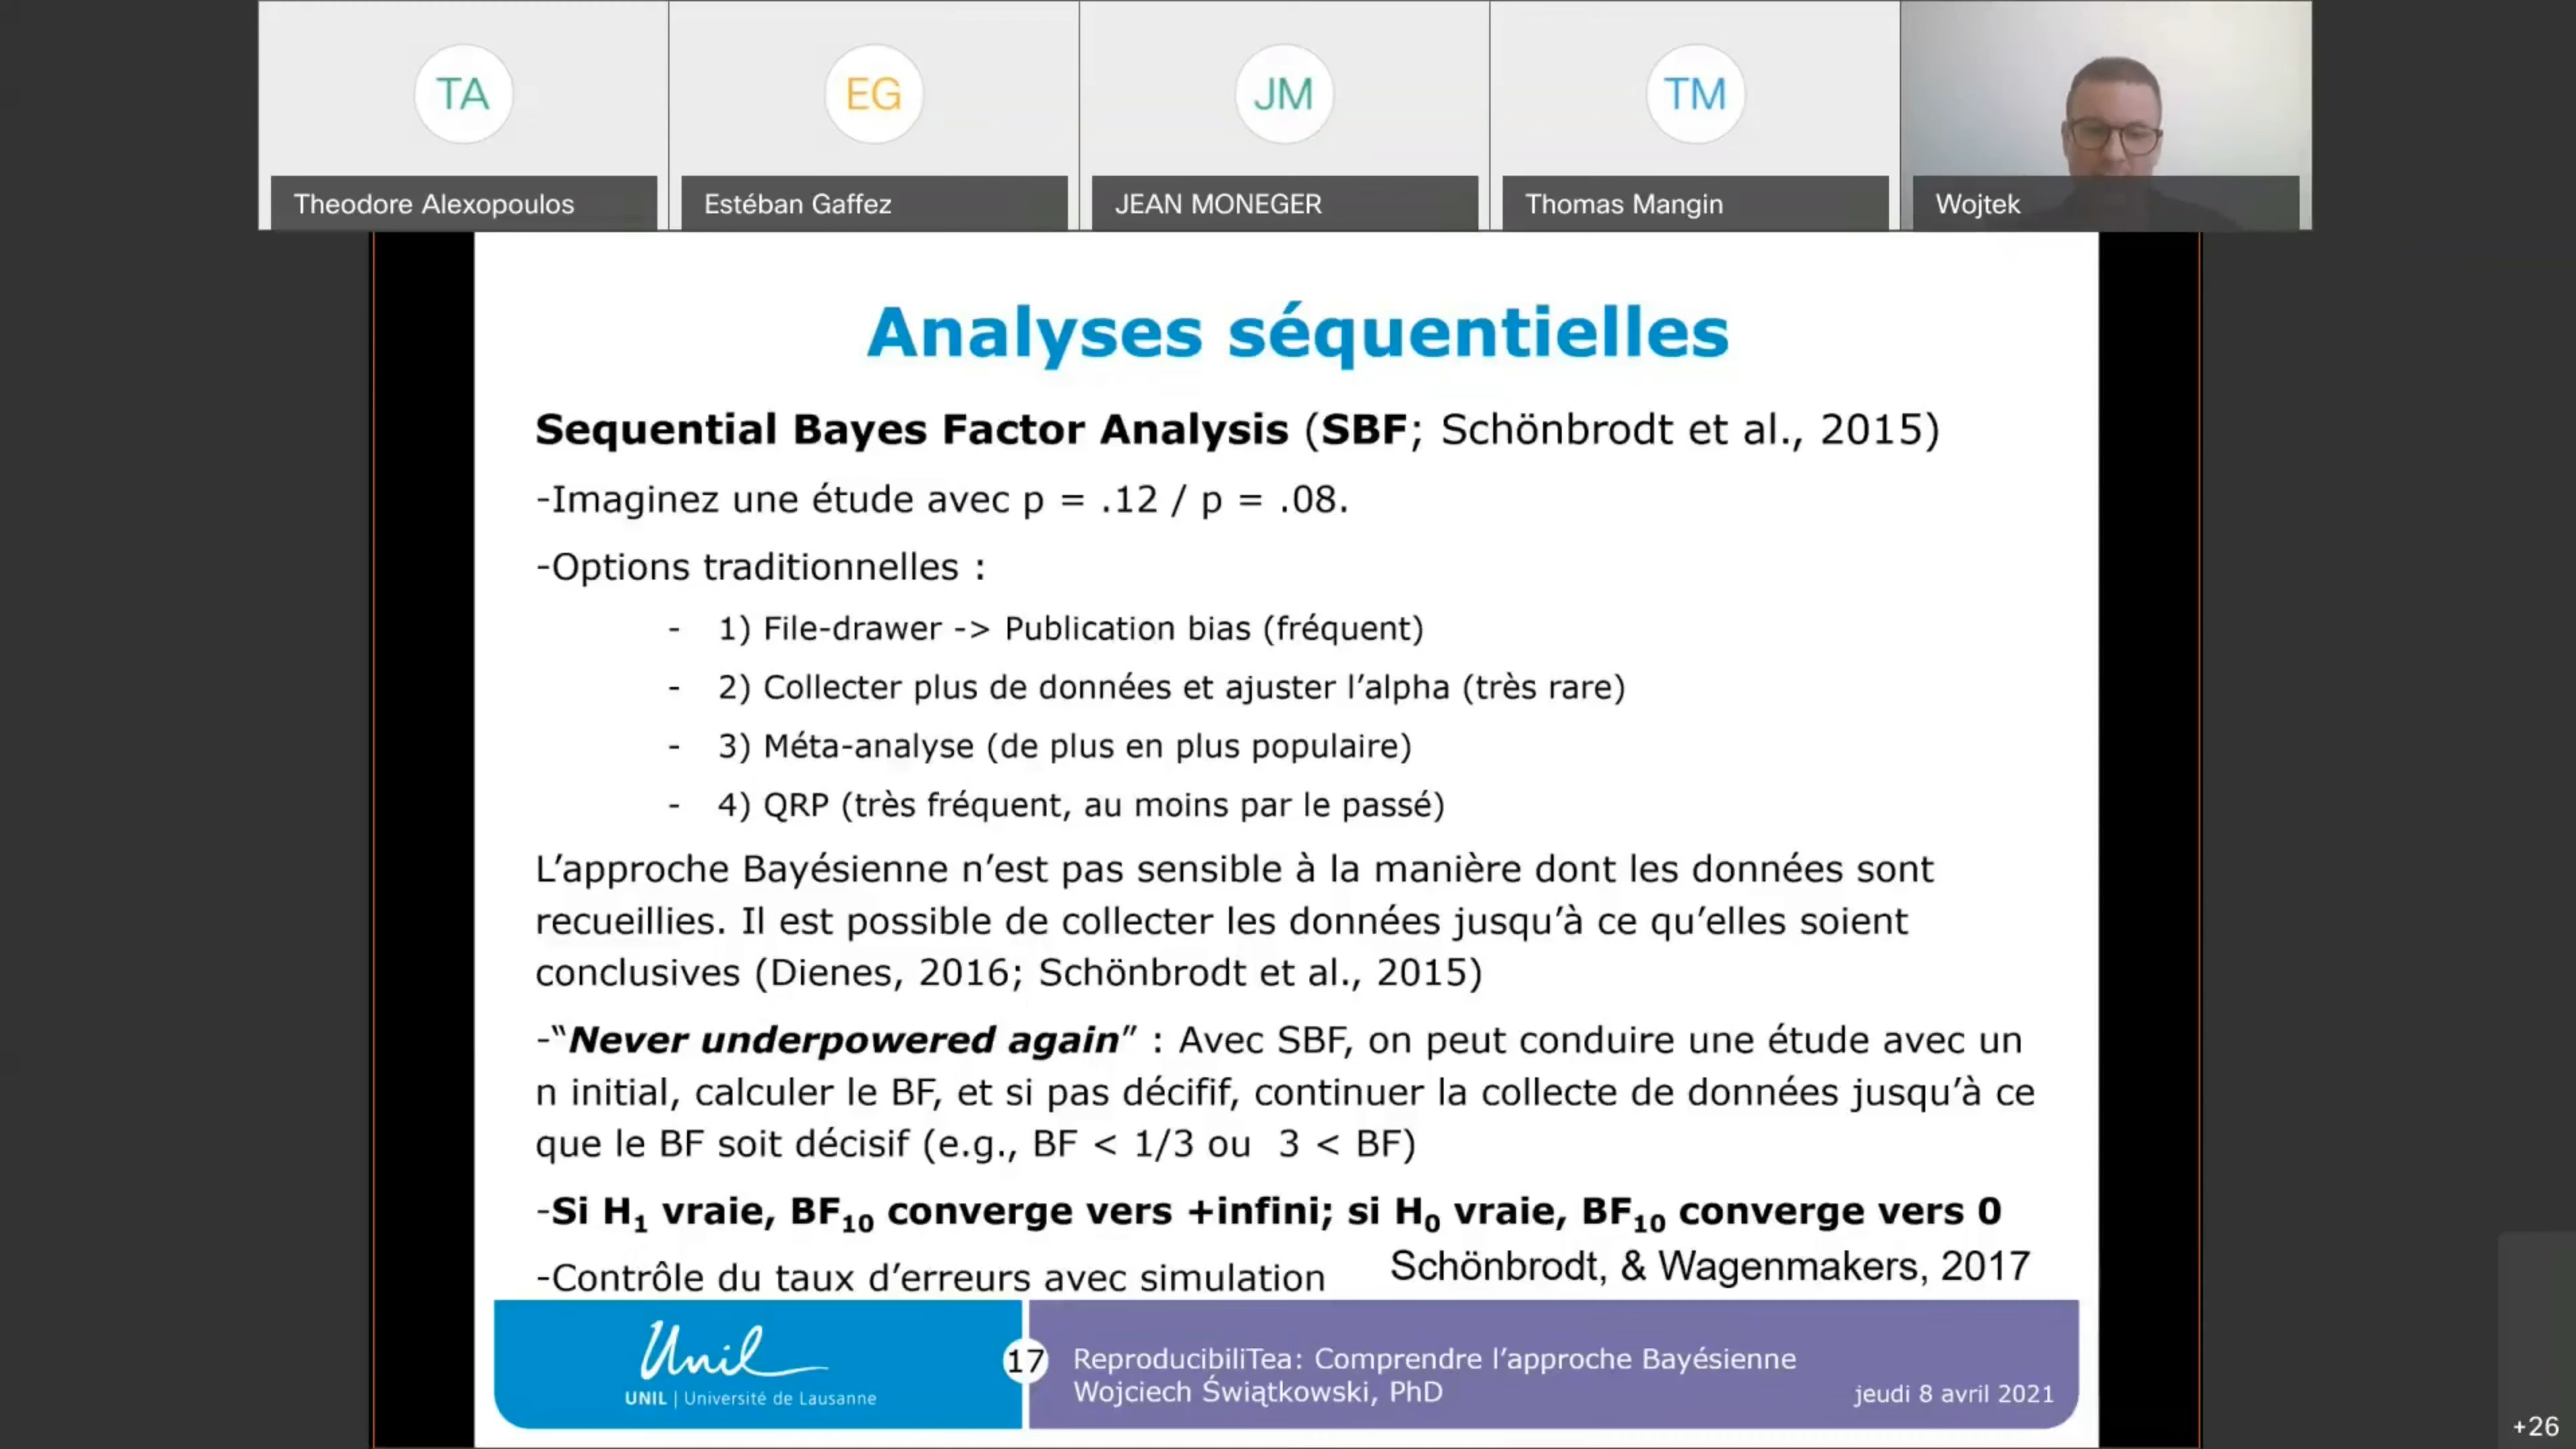 TA
EG
JM
TM
Theodore Alexopoulos
Estéban Gaffez
JEAN MONEGER
Thomas Mangin
Wojtek
Analyses séquentielles
Sequential Bayes Factor Analysis (SBF; Schönbrodt et al., 2015)
-Imaginez une étude avec p = .12 / p = .08.
-Options traditionnelles :
- 1) File-drawer -> Publication bias (fréquent)
- 2) Collecter plus de données et ajuster l’alpha (très rare)
- 3) Méta-analyse (de plus en plus populaire)
- 4) QRP (très fréquent, au moins par le passé)
L’approche Bayésienne n’est pas sensible à la manière dont les données sont
recueillies. Il est possible de collecter les données jusqu’à ce qu’elles soient
conclusives (Dienes, 2016; Schönbrodt et al., 2015)
-“Never underpowered again” : Avec SBF, on peut conduire une étude avec un
n initial, calculer le BF, et si pas décifif, continuer la collecte de données jusqu’à ce
que le BF soit décisif (e.g., BF < 1/3 ou 3 < BF)
-Si H₁ vraie, BF₁₀ converge vers +infini; si H₀ vraie, BF₁₀ converge vers 0
-Contrôle du taux d’erreurs avec simulation
Schönbrodt, & Wagenmakers, 2017
Unil
UNIL | Université de Lausanne
17
ReproducibiliTea: Comprendre l’approche Bayésienne
Wojciech Świątkowski, PhD
jeudi 8 avril 2021
+26